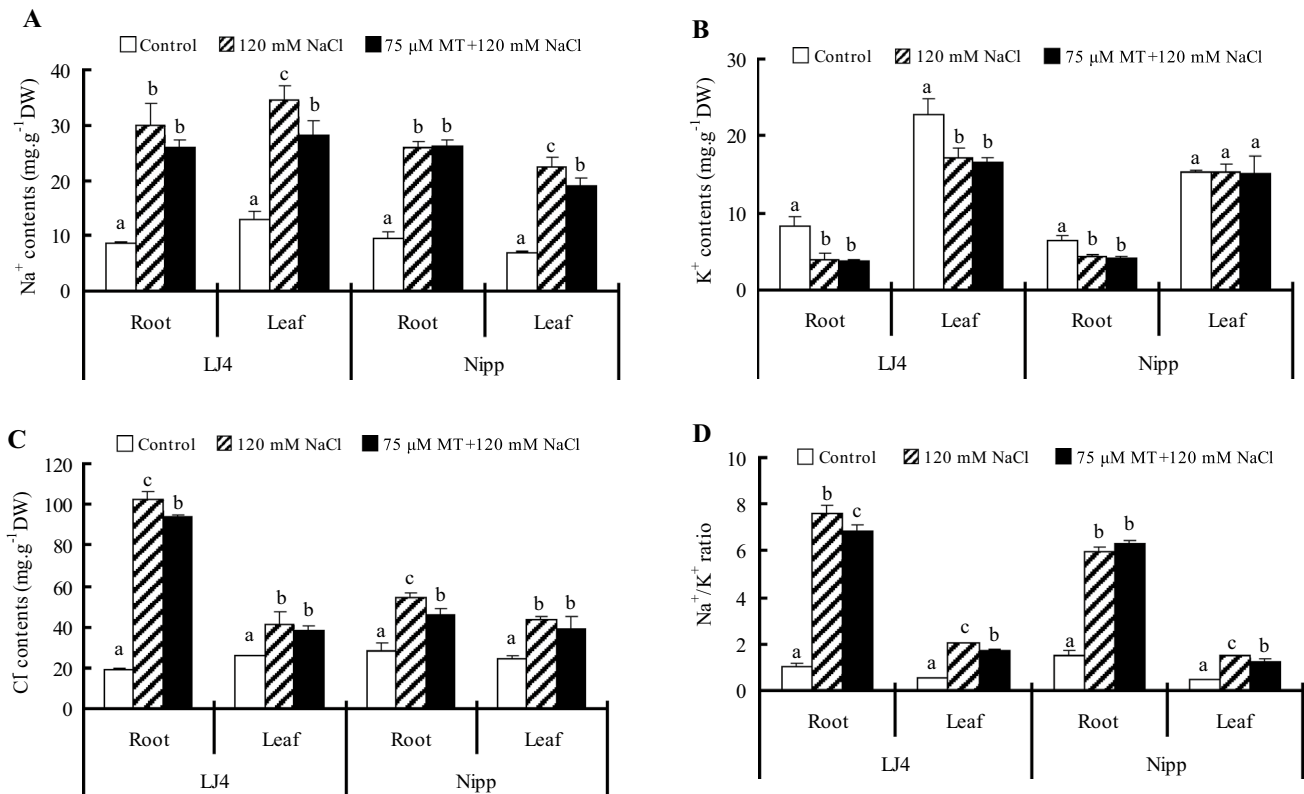 A
Control 120 mM NaCl 75 μM MT+120 mM NaCl
Na⁺ contents (mg.g⁻¹DW)
40
30
20
10
0
a b b a c b a b b a c b
Root Leaf Root Leaf
LJ4 Nipp
B
Control 120 mM NaCl 75 μM MT+120 mM NaCl
K⁺ contents (mg.g⁻¹DW)
30
20
10
0
a b b a b b a b b a a a
Root Leaf Root Leaf
LJ4 Nipp
C
Control 120 mM NaCl 75 μM MT+120 mM NaCl
CI contents (mg.g⁻¹DW)
120
100
80
60
40
20
0
a c b a b b a c b a b b
Root Leaf Root Leaf
LJ4 Nipp
D
Control 120 mM NaCl 75 μM MT+120 mM NaCl
Na⁺/K⁺ ratio
10
8
6
4
2
0
a b c a c b a b b a c b
Root Leaf Root Leaf
LJ4 Nipp